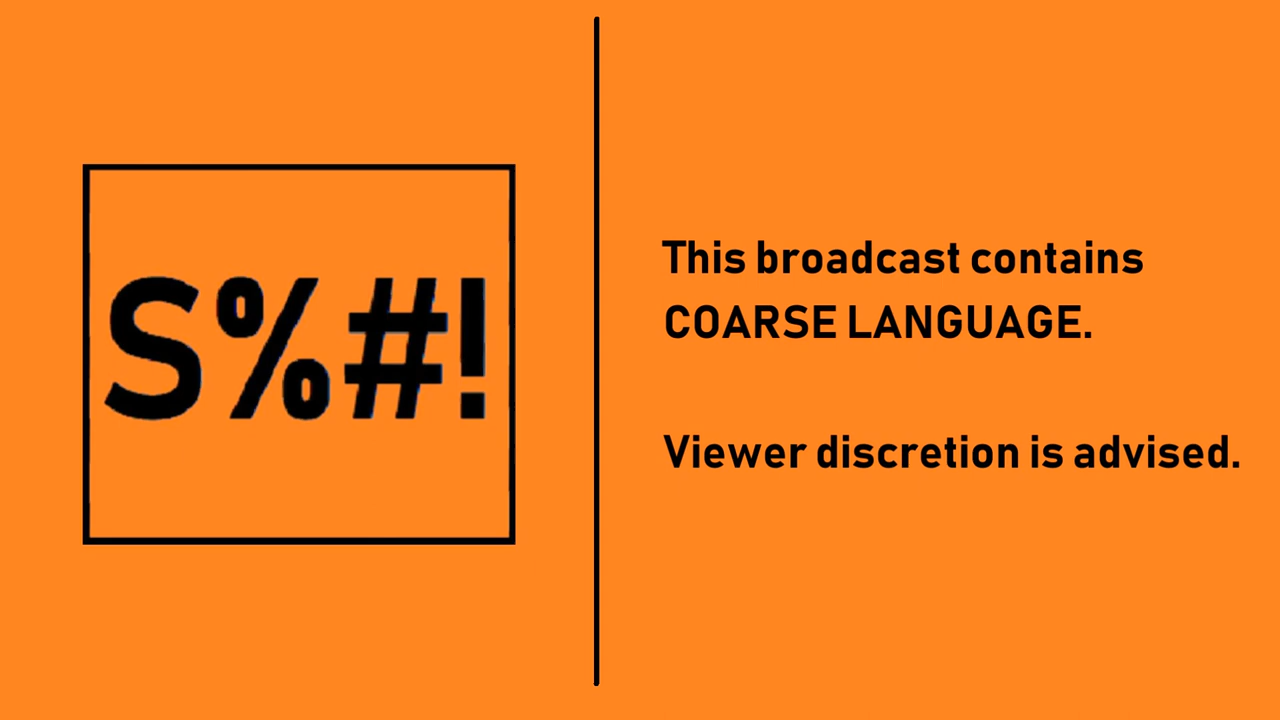 S%#!
This broadcast contains
COARSE LANGUAGE.
Viewer discretion is advised.